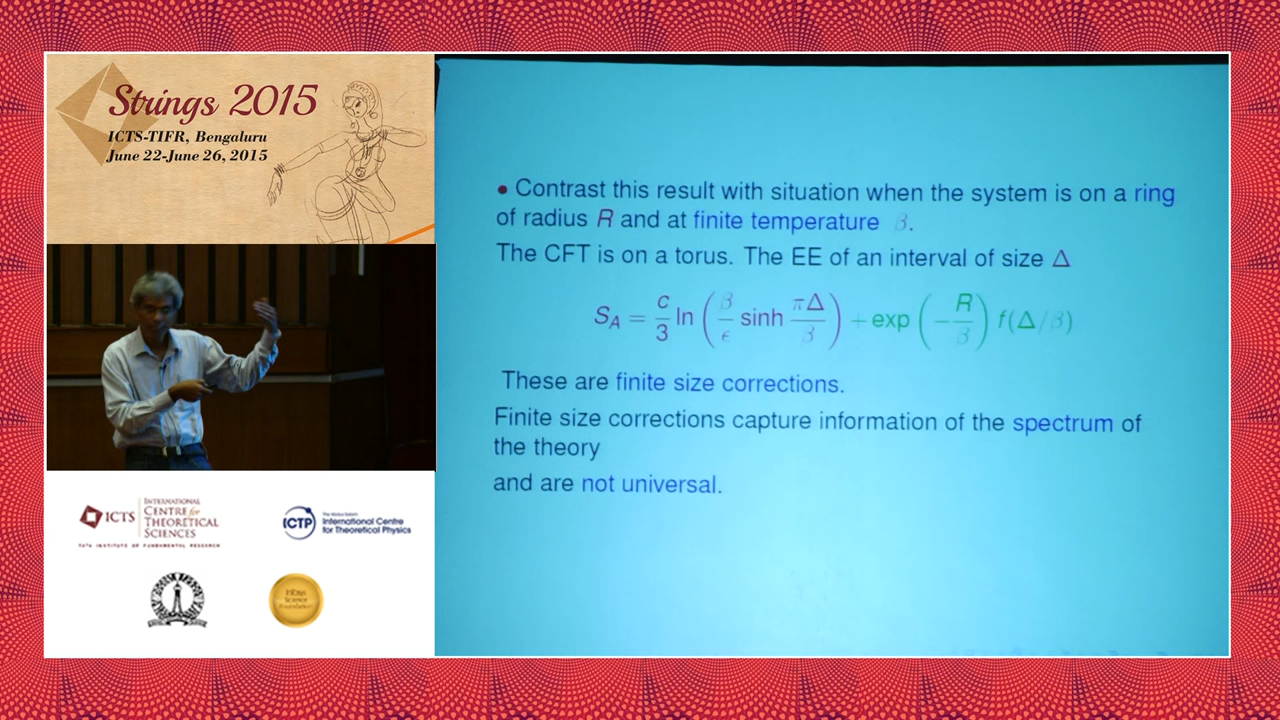 Strings 2015
ICTS-TIFR, Bengaluru
June 22-June 26, 2015
• Contrast this result with situation when the system is on a ring
of radius R and at finite temperature β.
The CFT is on a torus. The EE of an interval of size Δ
S_A = c/3 ln (β/ϵ sinh πΔ/β) + exp (−R/β) f(Δ/β)
These are finite size corrections.
Finite size corrections capture information of the spectrum of
the theory
and are not universal.
ICTS
INTERNATIONAL
CENTRE for
THEORETICAL
SCIENCES
TATA INSTITUTE OF FUNDAMENTAL RESEARCH
ICTP
International Centre
for Theoretical Physics
Infosys
Science
Foundation